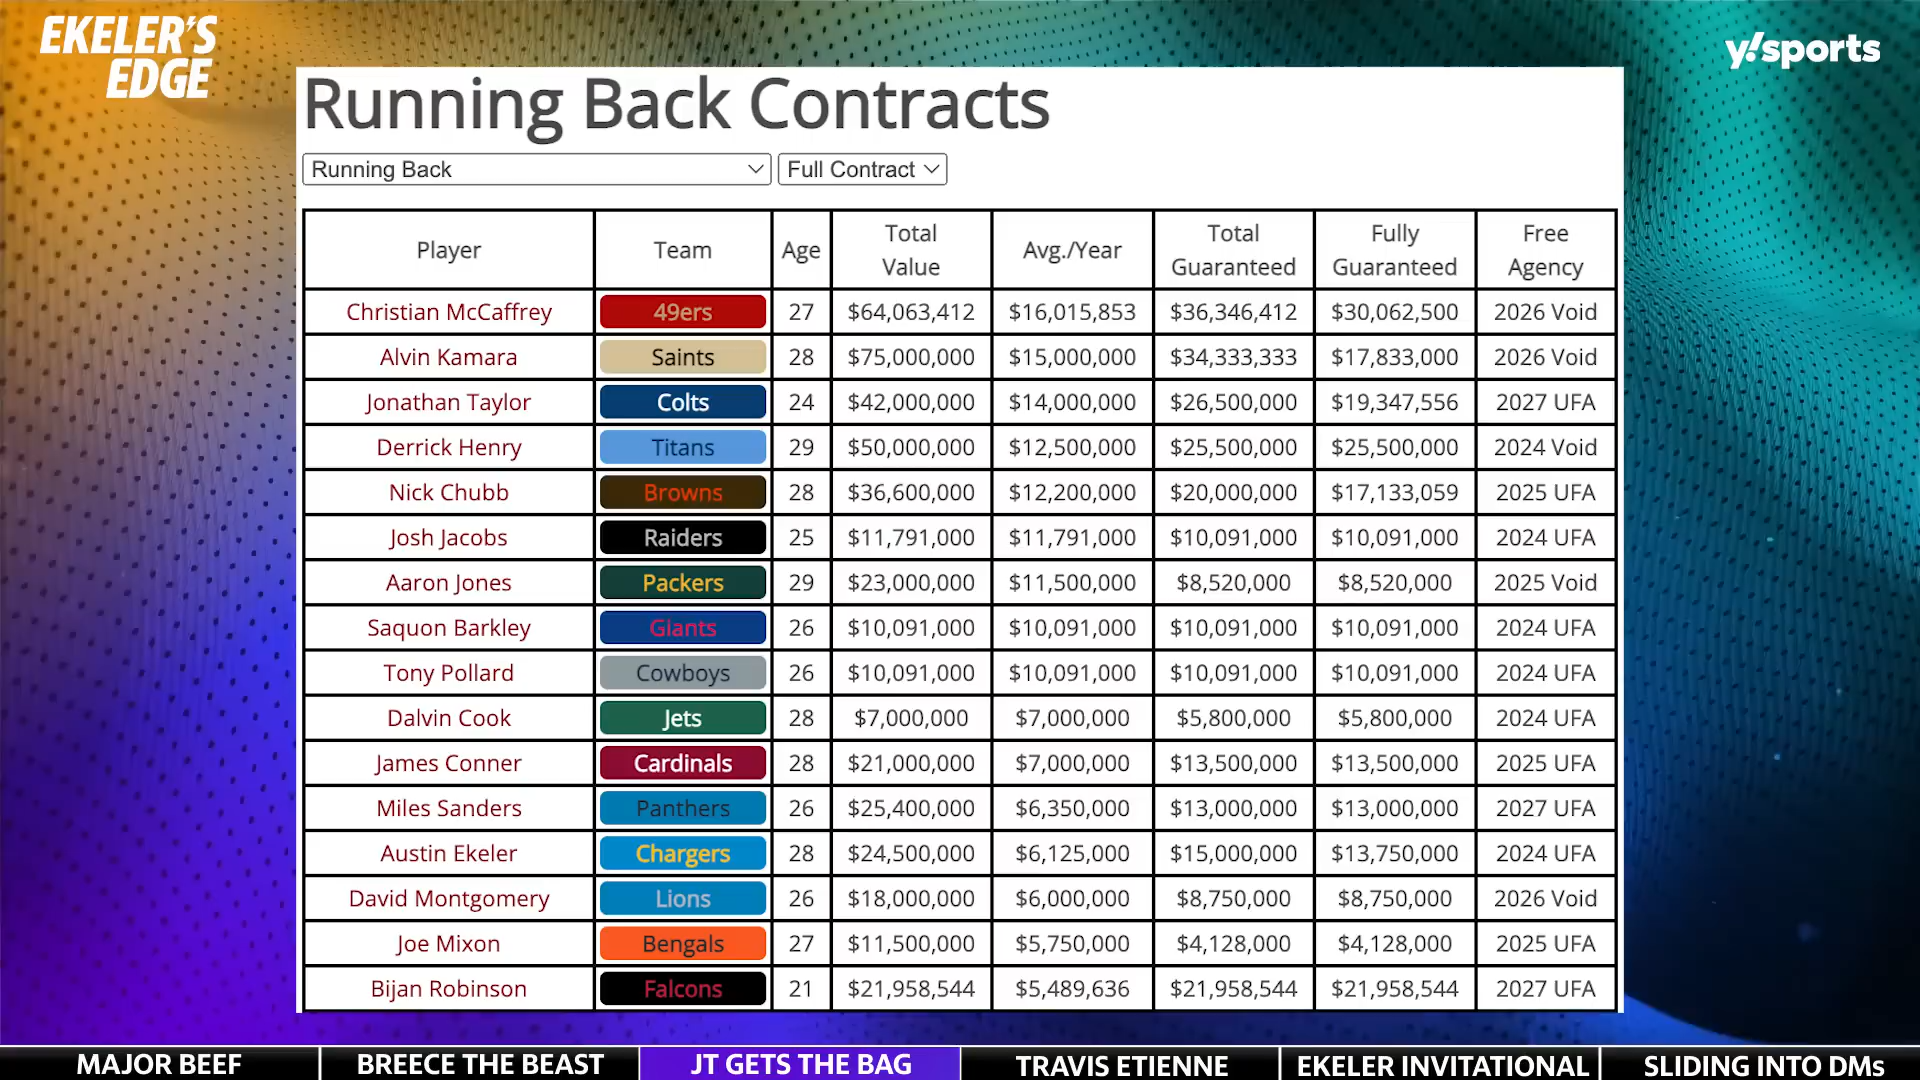 EKELER'S
EDGE
y!sports
Running Back Contracts
Running Back Full Contract
Player Team Age Total Value Avg./Year Total Guaranteed Fully Guaranteed Free Agency
Christian McCaffrey 49ers 27 $64,063,412 $16,015,853 $36,346,412 $30,062,500 2026 Void
Alvin Kamara Saints 28 $75,000,000 $15,000,000 $34,333,333 $17,833,000 2026 Void
Jonathan Taylor Colts 24 $42,000,000 $14,000,000 $26,500,000 $19,347,556 2027 UFA
Derrick Henry Titans 29 $50,000,000 $12,500,000 $25,500,000 $25,500,000 2024 Void
Nick Chubb Browns 28 $36,600,000 $12,200,000 $20,000,000 $17,133,059 2025 UFA
Josh Jacobs Raiders 25 $11,791,000 $11,791,000 $10,091,000 $10,091,000 2024 UFA
Aaron Jones Packers 29 $23,000,000 $11,500,000 $8,520,000 $8,520,000 2025 Void
Saquon Barkley Giants 26 $10,091,000 $10,091,000 $10,091,000 $10,091,000 2024 UFA
Tony Pollard Cowboys 26 $10,091,000 $10,091,000 $10,091,000 $10,091,000 2024 UFA
Dalvin Cook Jets 28 $7,000,000 $7,000,000 $5,800,000 $5,800,000 2024 UFA
James Conner Cardinals 28 $21,000,000 $7,000,000 $13,500,000 $13,500,000 2025 UFA
Miles Sanders Panthers 26 $25,400,000 $6,350,000 $13,000,000 $13,000,000 2027 UFA
Austin Ekeler Chargers 28 $24,500,000 $6,125,000 $15,000,000 $13,750,000 2024 UFA
David Montgomery Lions 26 $18,000,000 $6,000,000 $8,750,000 $8,750,000 2026 Void
Joe Mixon Bengals 27 $11,500,000 $5,750,000 $4,128,000 $4,128,000 2025 UFA
Bijan Robinson Falcons 21 $21,958,544 $5,489,636 $21,958,544 $21,958,544 2027 UFA
MAJOR BEEF BREECE THE BEAST JT GETS THE BAG TRAVIS ETIENNE EKELER INVITATIONAL SLIDING INTO DMs